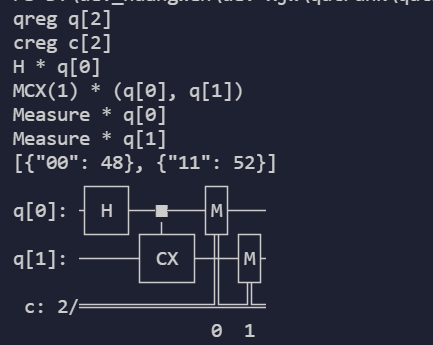 qreg q[2]
creg c[2]
H * q[0]
MCX(1) * (q[0], q[1])
Measure * q[0]
Measure * q[1]
[{"00": 48}, {"11": 52}]
q[0]: H M
q[1]: CX M
c: 2/
0 1